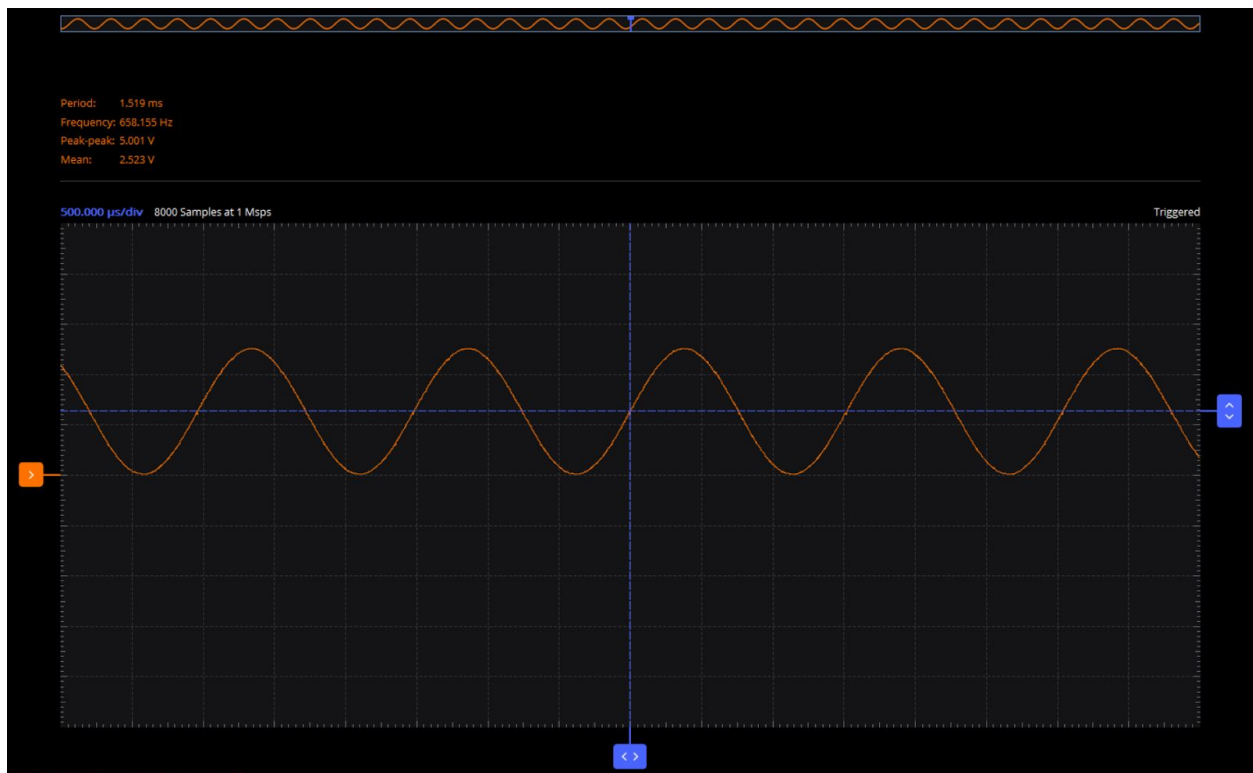 Period: 1.519 ms
Frequency: 658.155 Hz
Peak-peak: 5.001 V
Mean: 2.523 V
500.000 µs/div 8000 Samples at 1 Msps Triggered